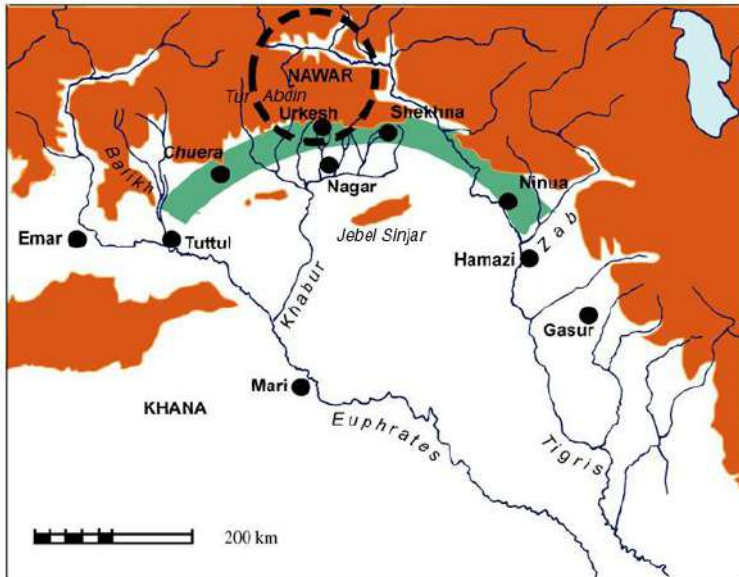 NAWAR
Tur Abdin
Urkesh
Shekhna
Chuera
Barikh
Nagar
Ninua
Emar
Tuttul
Jebel Sinjar
Zab
Hamazi
Khabur
Gasur
Mari
KHANA
Euphrates
Tigris
200 km